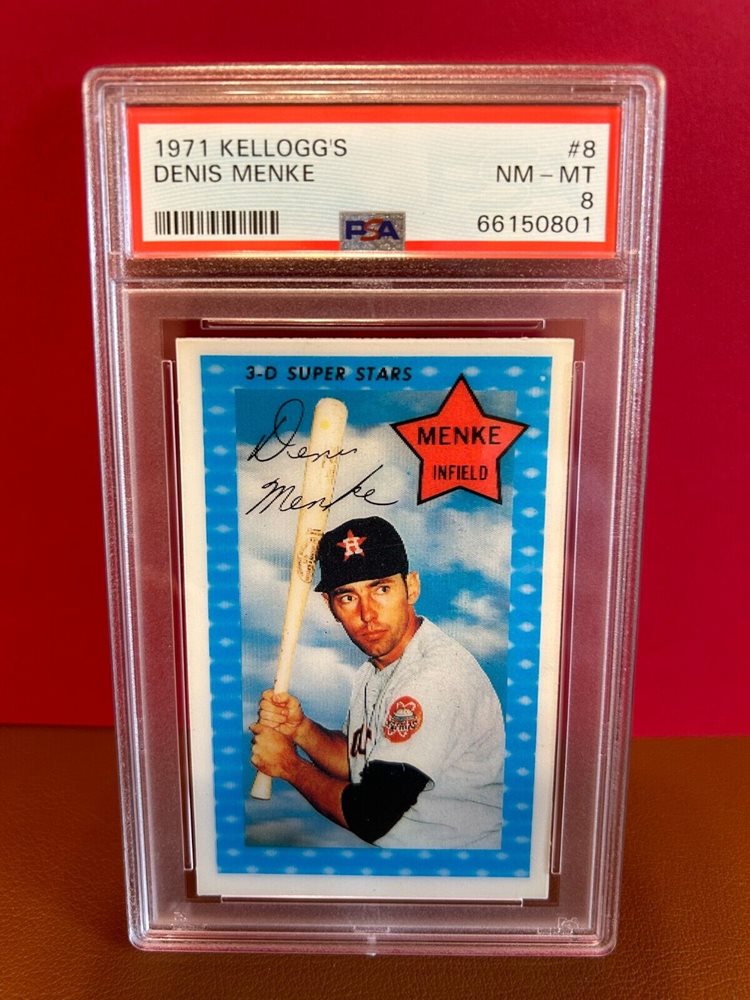 1971 KELLOGG'S #8
DENIS MENKE NM - MT
8
PSA 66150801
3-D SUPER STARS
Denis
Menke
MENKE
INFIELD
H